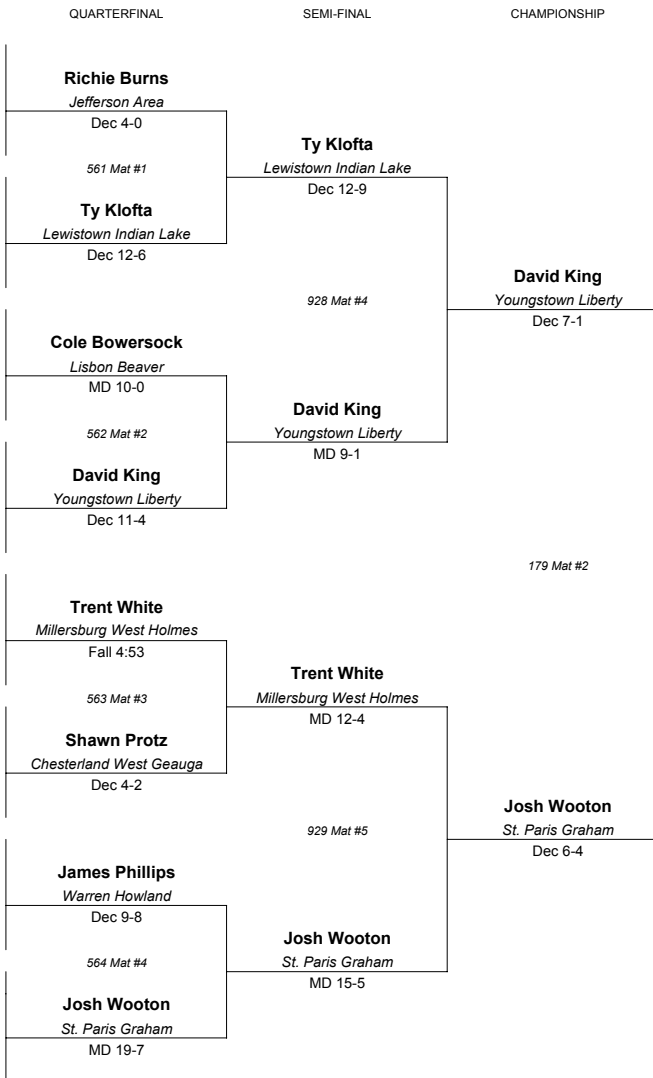 QUARTERFINAL SEMI-FINAL CHAMPIONSHIP
Richie Burns
Jefferson Area
Dec 4-0
561 Mat #1
Ty Klofta
Lewistown Indian Lake
Dec 12-6
Ty Klofta
Lewistown Indian Lake
Dec 12-9
Cole Bowersock
Lisbon Beaver
MD 10-0
562 Mat #2
David King
Youngstown Liberty
Dec 11-4
David King
Youngstown Liberty
MD 9-1
928 Mat #4
David King
Youngstown Liberty
Dec 7-1
179 Mat #2
Trent White
Millersburg West Holmes
Fall 4:53
563 Mat #3
Shawn Protz
Chesterland West Geauga
Dec 4-2
Trent White
Millersburg West Holmes
MD 12-4
929 Mat #5
James Phillips
Warren Howland
Dec 9-8
564 Mat #4
Josh Wooton
St. Paris Graham
MD 19-7
Josh Wooton
St. Paris Graham
MD 15-5
Josh Wooton
St. Paris Graham
Dec 6-4